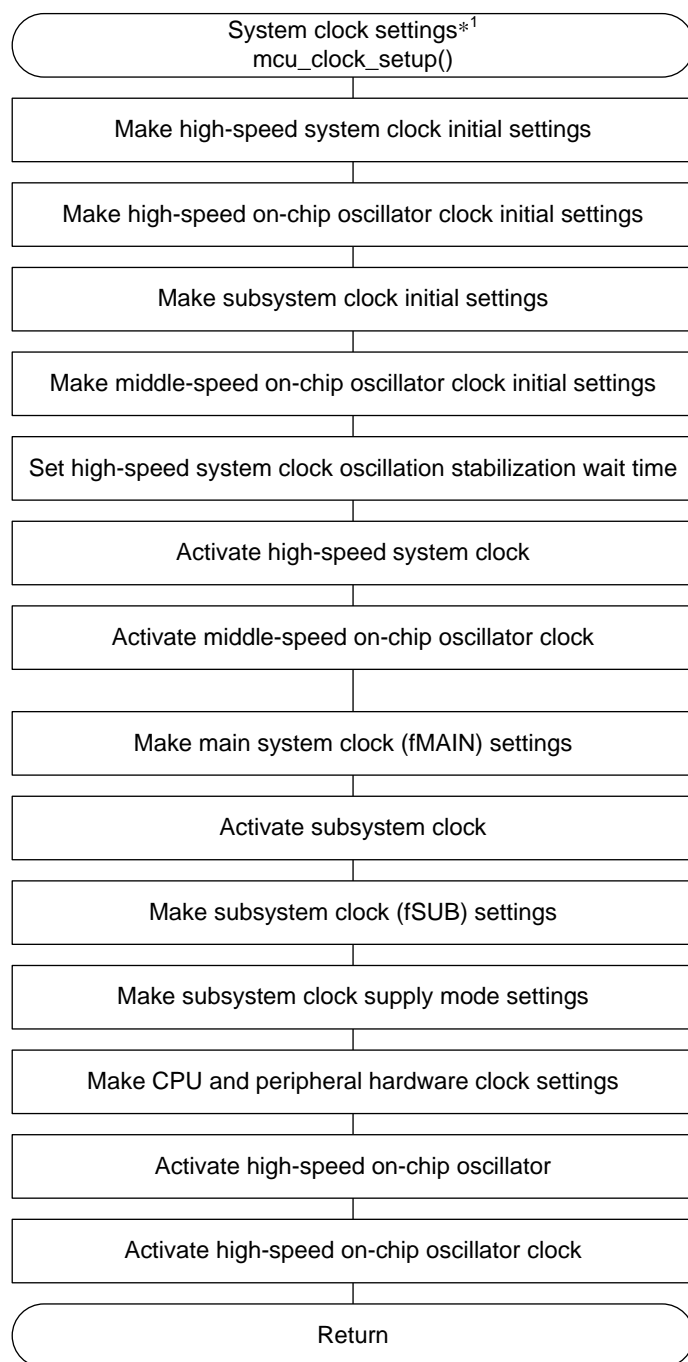 System clock settings*1
mcu_clock_setup()
Make high-speed system clock initial settings
Make high-speed on-chip oscillator clock initial settings
Make subsystem clock initial settings
Make middle-speed on-chip oscillator clock initial settings
Set high-speed system clock oscillation stabilization wait time
Activate high-speed system clock
Activate middle-speed on-chip oscillator clock
Make main system clock (fMAIN) settings
Activate subsystem clock
Make subsystem clock (fSUB) settings
Make subsystem clock supply mode settings
Make CPU and peripheral hardware clock settings
Activate high-speed on-chip oscillator
Activate high-speed on-chip oscillator clock
Return